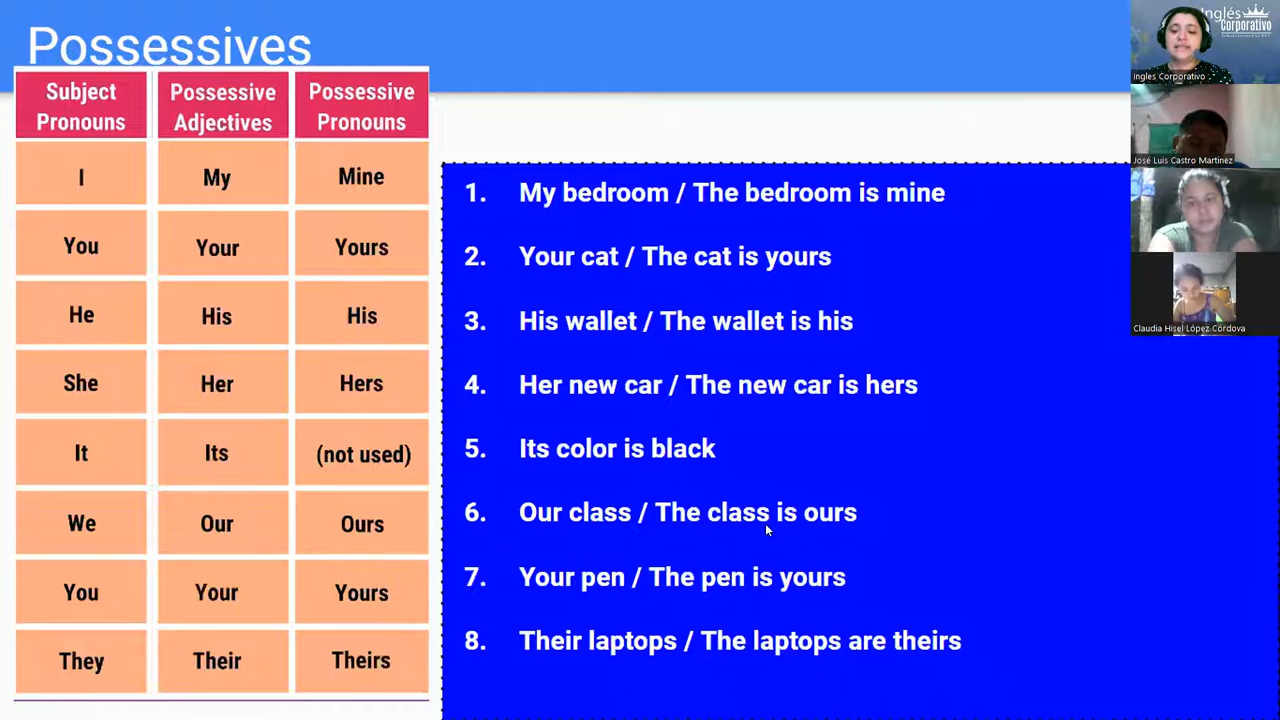 Possessives
Subject Pronouns
Possessive Adjectives
Possessive Pronouns
I My Mine
You Your Yours
He His His
She Her Hers
It Its (not used)
We Our Ours
You Your Yours
They Their Theirs
1. My bedroom / The bedroom is mine
2. Your cat / The cat is yours
3. His wallet / The wallet is his
4. Her new car / The new car is hers
5. Its color is black
6. Our class / The class is ours
7. Your pen / The pen is yours
8. Their laptops / The laptops are theirs
Inglés
Corporativo
Ingles Corporativo
José Luis Castro Martinez
Claudia Hisel López Córdova